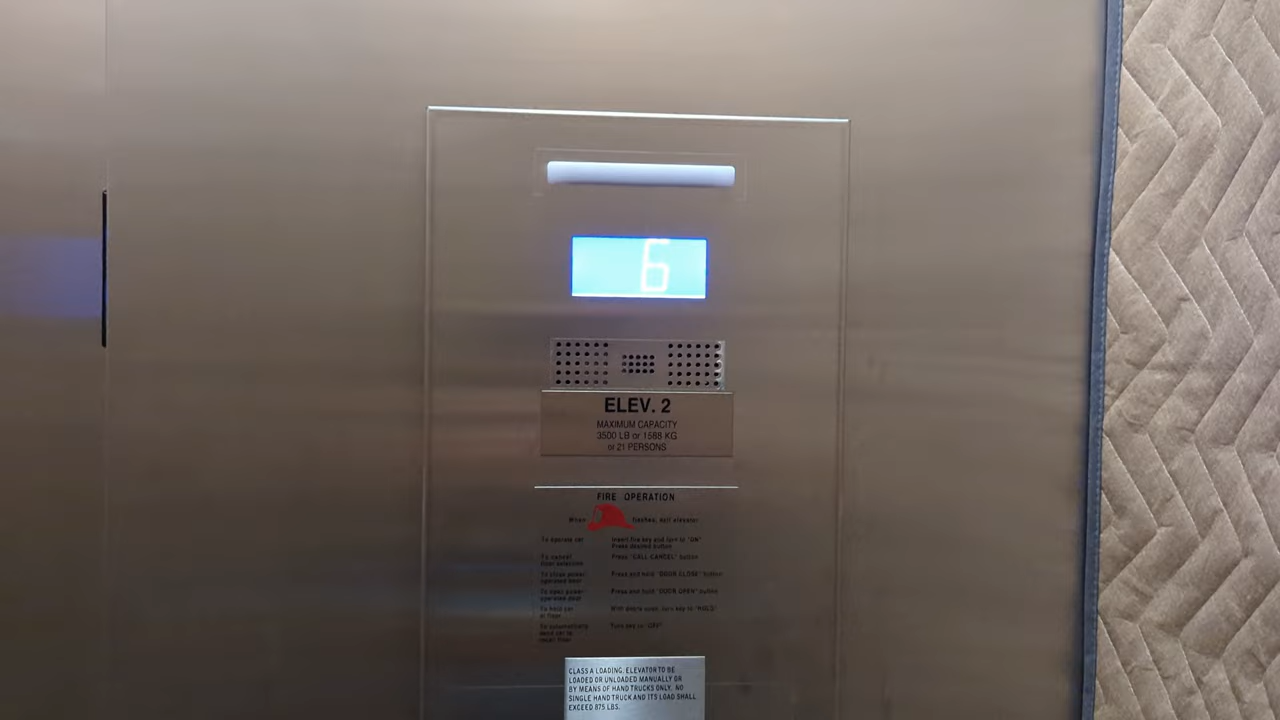 6
ELEV. 2
MAXIMUM CAPACITY
3500 LB or 1588 KG
or 21 PERSONS
FIRE OPERATION
When flashes, exit elevator
To operate car Insert fire key and turn to "ON"
Press desired button
To cancel Press "CALL CANCEL" button
floor selections
To close power Press and hold "DOOR CLOSE" button
operated door
To open power Press and hold "DOOR OPEN" button
operated door
To hold car With doors open, turn key to "HOLD"
at floor
To automatically Turn key to "OFF"
send car to
recall floor
CLASS A LOADING: ELEVATOR TO BE
LOADED OR UNLOADED MANUALLY OR
BY MEANS OF HAND TRUCKS ONLY. NO
SINGLE HAND TRUCK AND ITS LOAD SHALL
EXCEED 875 LBS.